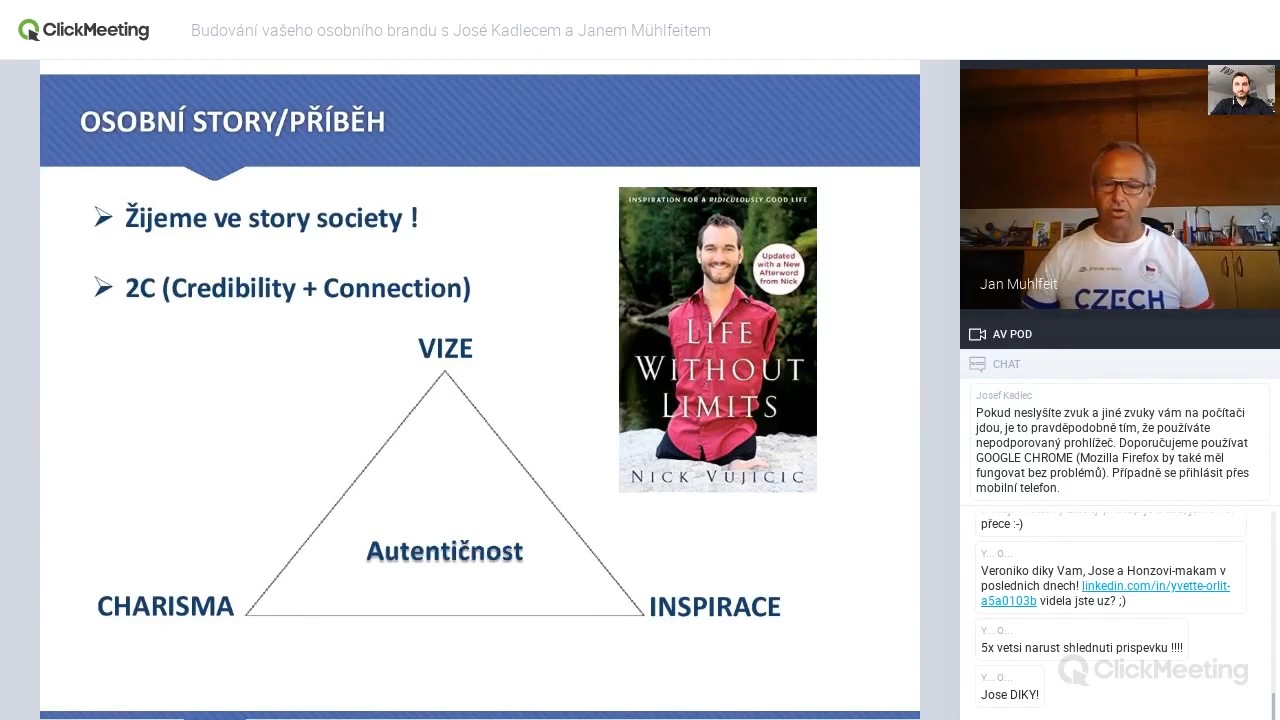 ClickMeeting
Budování vašeho osobního brandu s José Kadlecem a Janem Mühlfeitem
OSOBNÍ STORY/PŘÍBĚH
Žijeme ve story society !
2C (Credibility + Connection)
VIZE
Autentičnost
CHARISMA
INSPIRACE
INSPIRATION FOR A RIDICULOUSLY GOOD LIFE
Updated
with a New
Afterword
from Nick
LIFE
WITHOUT
LIMITS
NICK VUJICIC
Jan Muhlfeit
CZECH
AV POD
CHAT
Josef Kadlec
Pokud neslyšíte zvuk a jiné zvuky vám na počítači
jdou, je to pravděpodobně tím, že používáte
nepodporovaný prohlížeč. Doporučujeme používat
GOOGLE CHROME (Mozilla Firefox by také měl
fungovat bez problémů). Případně se přihlásit přes
mobilní telefon.
přece :-)
Y... O...
Veroniko diky Vam, Jose a Honzovi-makam v
poslednich dnech! linkedin.com/in/yvette-orlit-
a5a0103b videla jste uz? ;)
Y... O...
5x vetsi narust shlednuti prispevku !!!!
ClickMeeting
Y... O...
Jose DIKY!